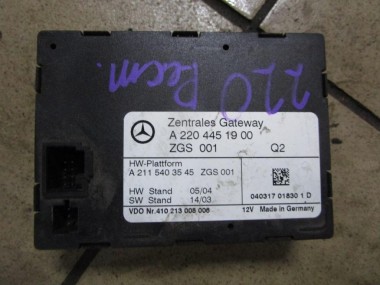 220 Рест.
Zentrales Gateway
A 220 445 19 00
ZGS 001 Q2
HW-Plattform
A 211 540 35 45 ZGS 001
HW Stand 05/04
SW Stand 14/03
040317 01830 1 D
VDO Nr.410 213 008 006 12V Made in Germany